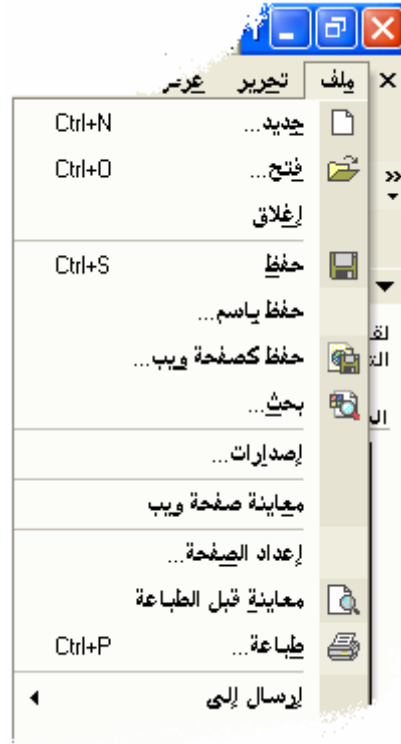 ملف تحرير عرض
جديد... Ctrl+N
فتح... Ctrl+O
إغلاق
حفظ Ctrl+S
حفظ باسم...
حفظ كصفحة ويب...
بحث...
إصدارات...
معاينة صفحة ويب
إعداد الصفحة...
معاينة قبل الطباعة
طباعة... Ctrl+P
إرسال إلى